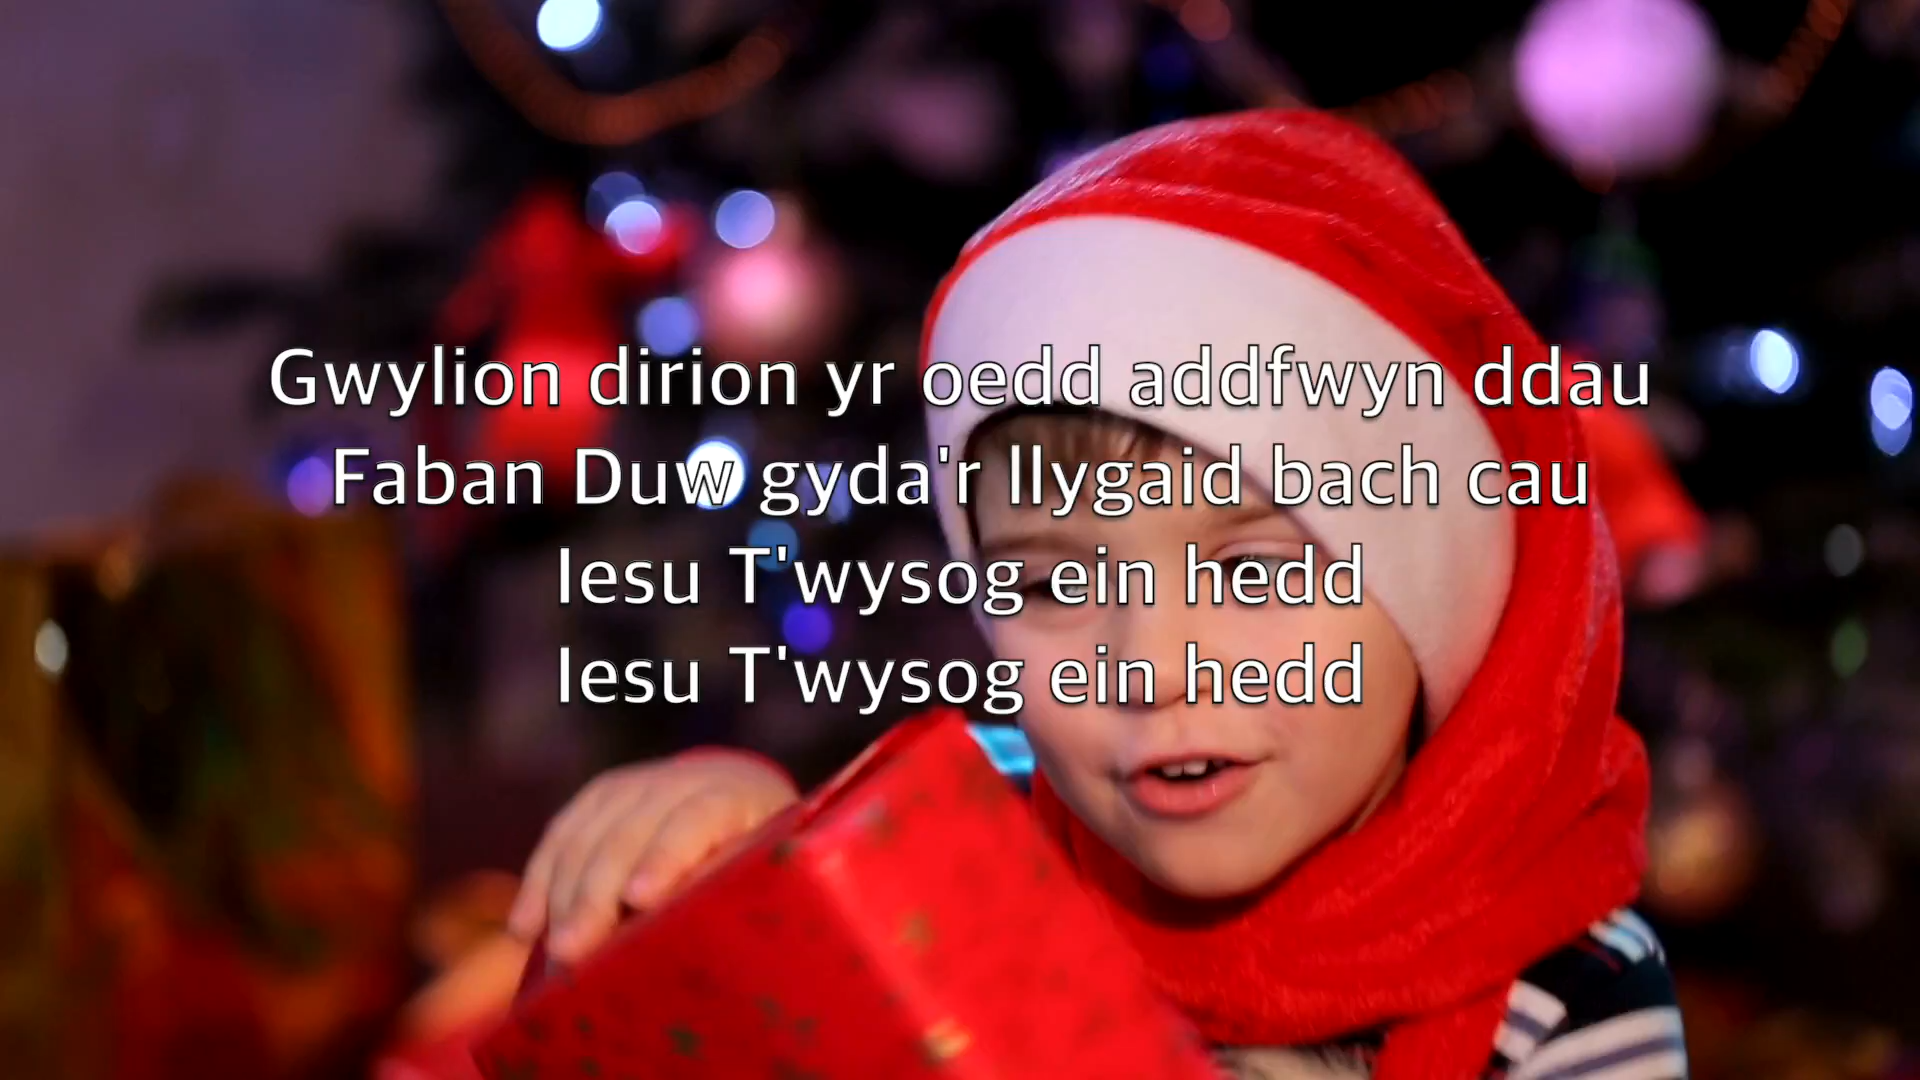 Gwylion dirion yr oedd addfwyn ddau
Faban Duw gyda'r llygaid bach cau
Iesu T'wysog ein hedd
Iesu T'wysog ein hedd